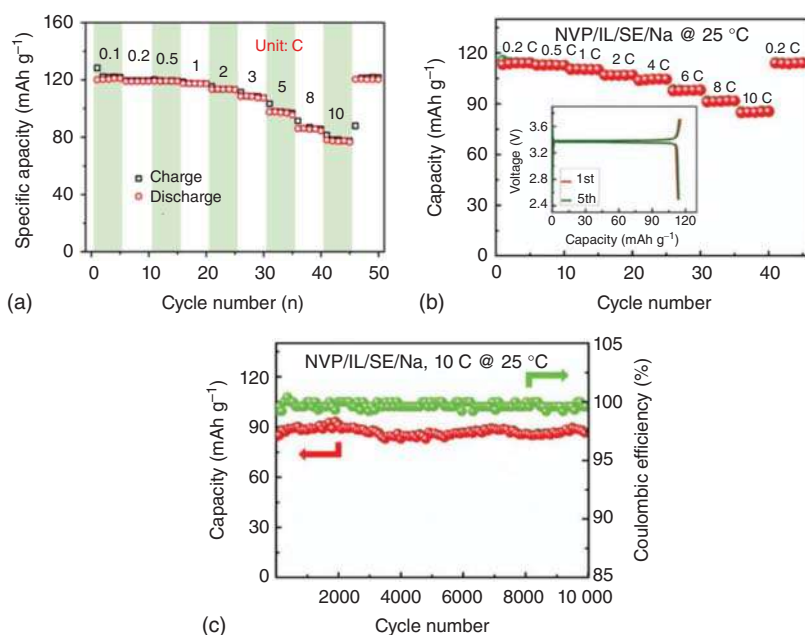 160
120
80
40
0
Specific apacity (mAh g⁻¹)
0.1 0.2 0.5 1 2 3 5 8 10
Unit: C
Charge
Discharge
0 10 20 30 40 50
Cycle number (n)
(a)
NVP/IL/SE/Na @ 25 °C
0.2 C 0.5 C 1 C 2 C 4 C 6 C 8 C 10 C 0.2 C
120
90
60
30
0
Capacity (mAh g⁻¹)
3.6
3.2
2.8
2.4
Voltage (V)
1st
5th
0 30 60 90 120
Capacity (mAh g⁻¹)
0 10 20 30 40
Cycle number
(b)
NVP/IL/SE/Na, 10 C @ 25 °C
120
90
60
30
0
Capacity (mAh g⁻¹)
105
100
95
90
85
Coulombic efficiency (%)
2000 4000 6000 8000 10 000
Cycle number
(c)